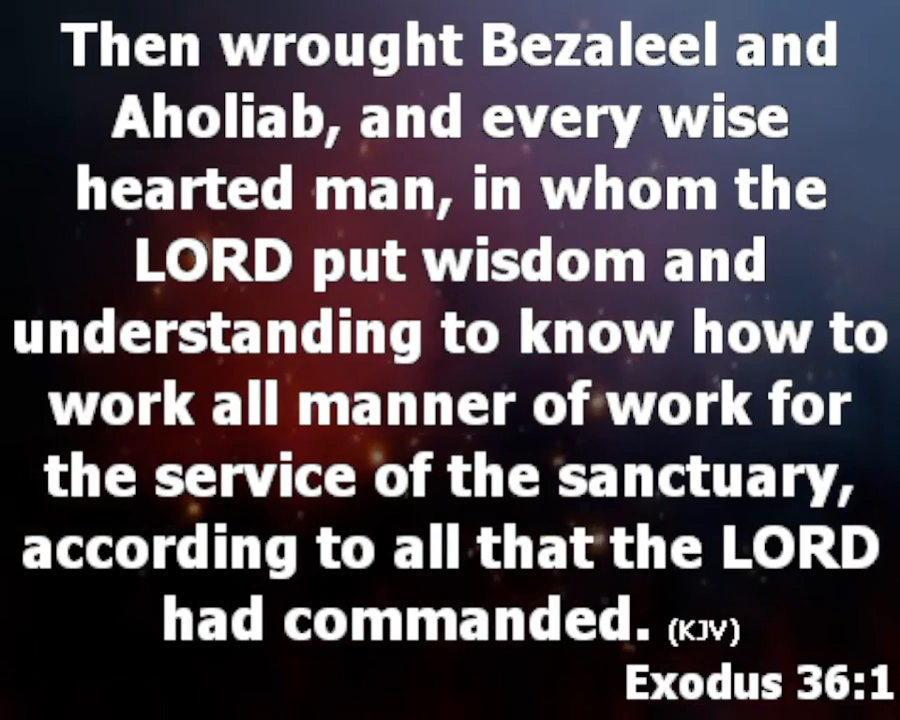 Then wrought Bezaleel and
Aholiab, and every wise
hearted man, in whom the
LORD put wisdom and
understanding to know how to
work all manner of work for
the service of the sanctuary,
according to all that the LORD
had commanded. (KJV)
Exodus 36:1